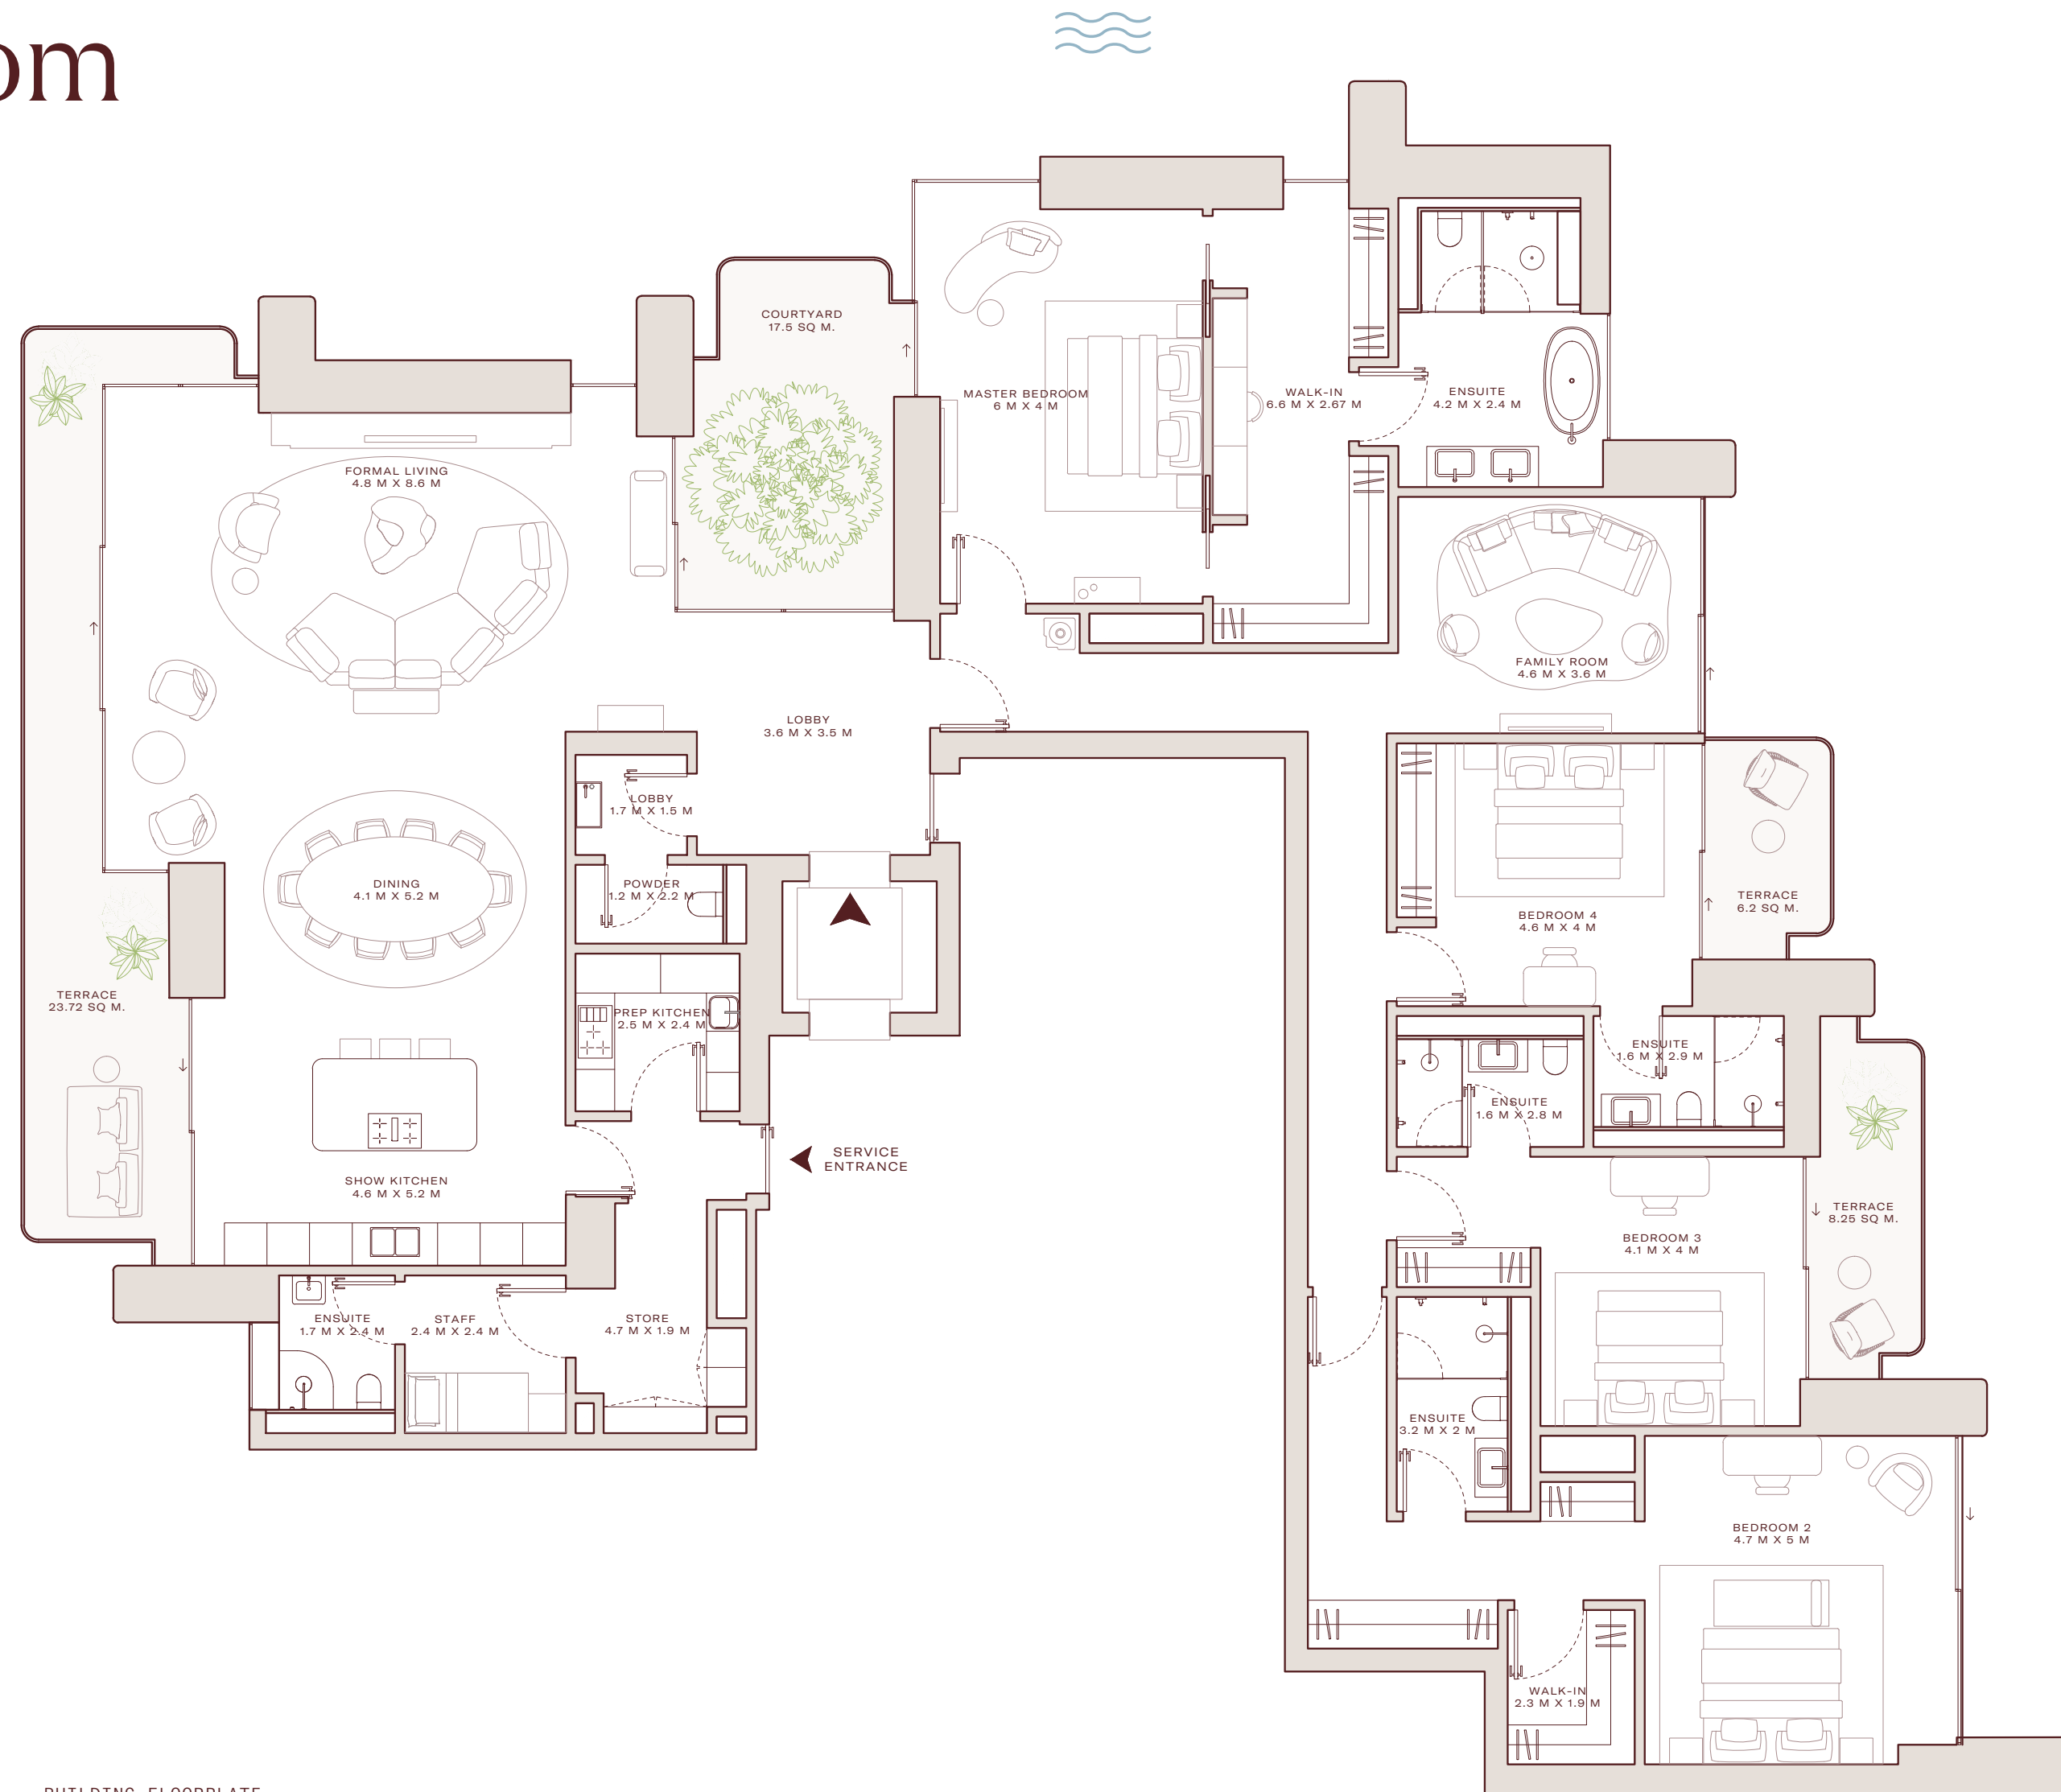 om
COURTYARD
17.5 SQ M.
MASTER BEDROOM
6 M X 4 M
WALK-IN
6.6 M X 2.67 M
ENSUITE
4.2 M X 2.4 M
FORMAL LIVING
4.8 M X 8.6 M
FAMILY ROOM
4.6 M X 3.6 M
LOBBY
3.6 M X 3.5 M
LOBBY
1.7 M X 1.5 M
DINING
4.1 M X 5.2 M
POWDER
1.2 M X 2.2 M
TERRACE
6.2 SQ M.
BEDROOM 4
4.6 M X 4 M
TERRACE
23.72 SQ M.
PREP KITCHEN
2.5 M X 2.4 M
ENSUITE
1.6 M X 2.9 M
ENSUITE
1.6 M X 2.8 M
SERVICE
ENTRANCE
SHOW KITCHEN
4.6 M X 5.2 M
TERRACE
8.25 SQ M.
BEDROOM 3
4.1 M X 4 M
ENSUITE
1.7 M X 2.4 M
STAFF
2.4 M X 2.4 M
STORE
4.7 M X 1.9 M
ENSUITE
3.2 M X 2 M
BEDROOM 2
4.7 M X 5 M
WALK-IN
2.3 M X 1.9 M
BUILDING FLOORPLATE